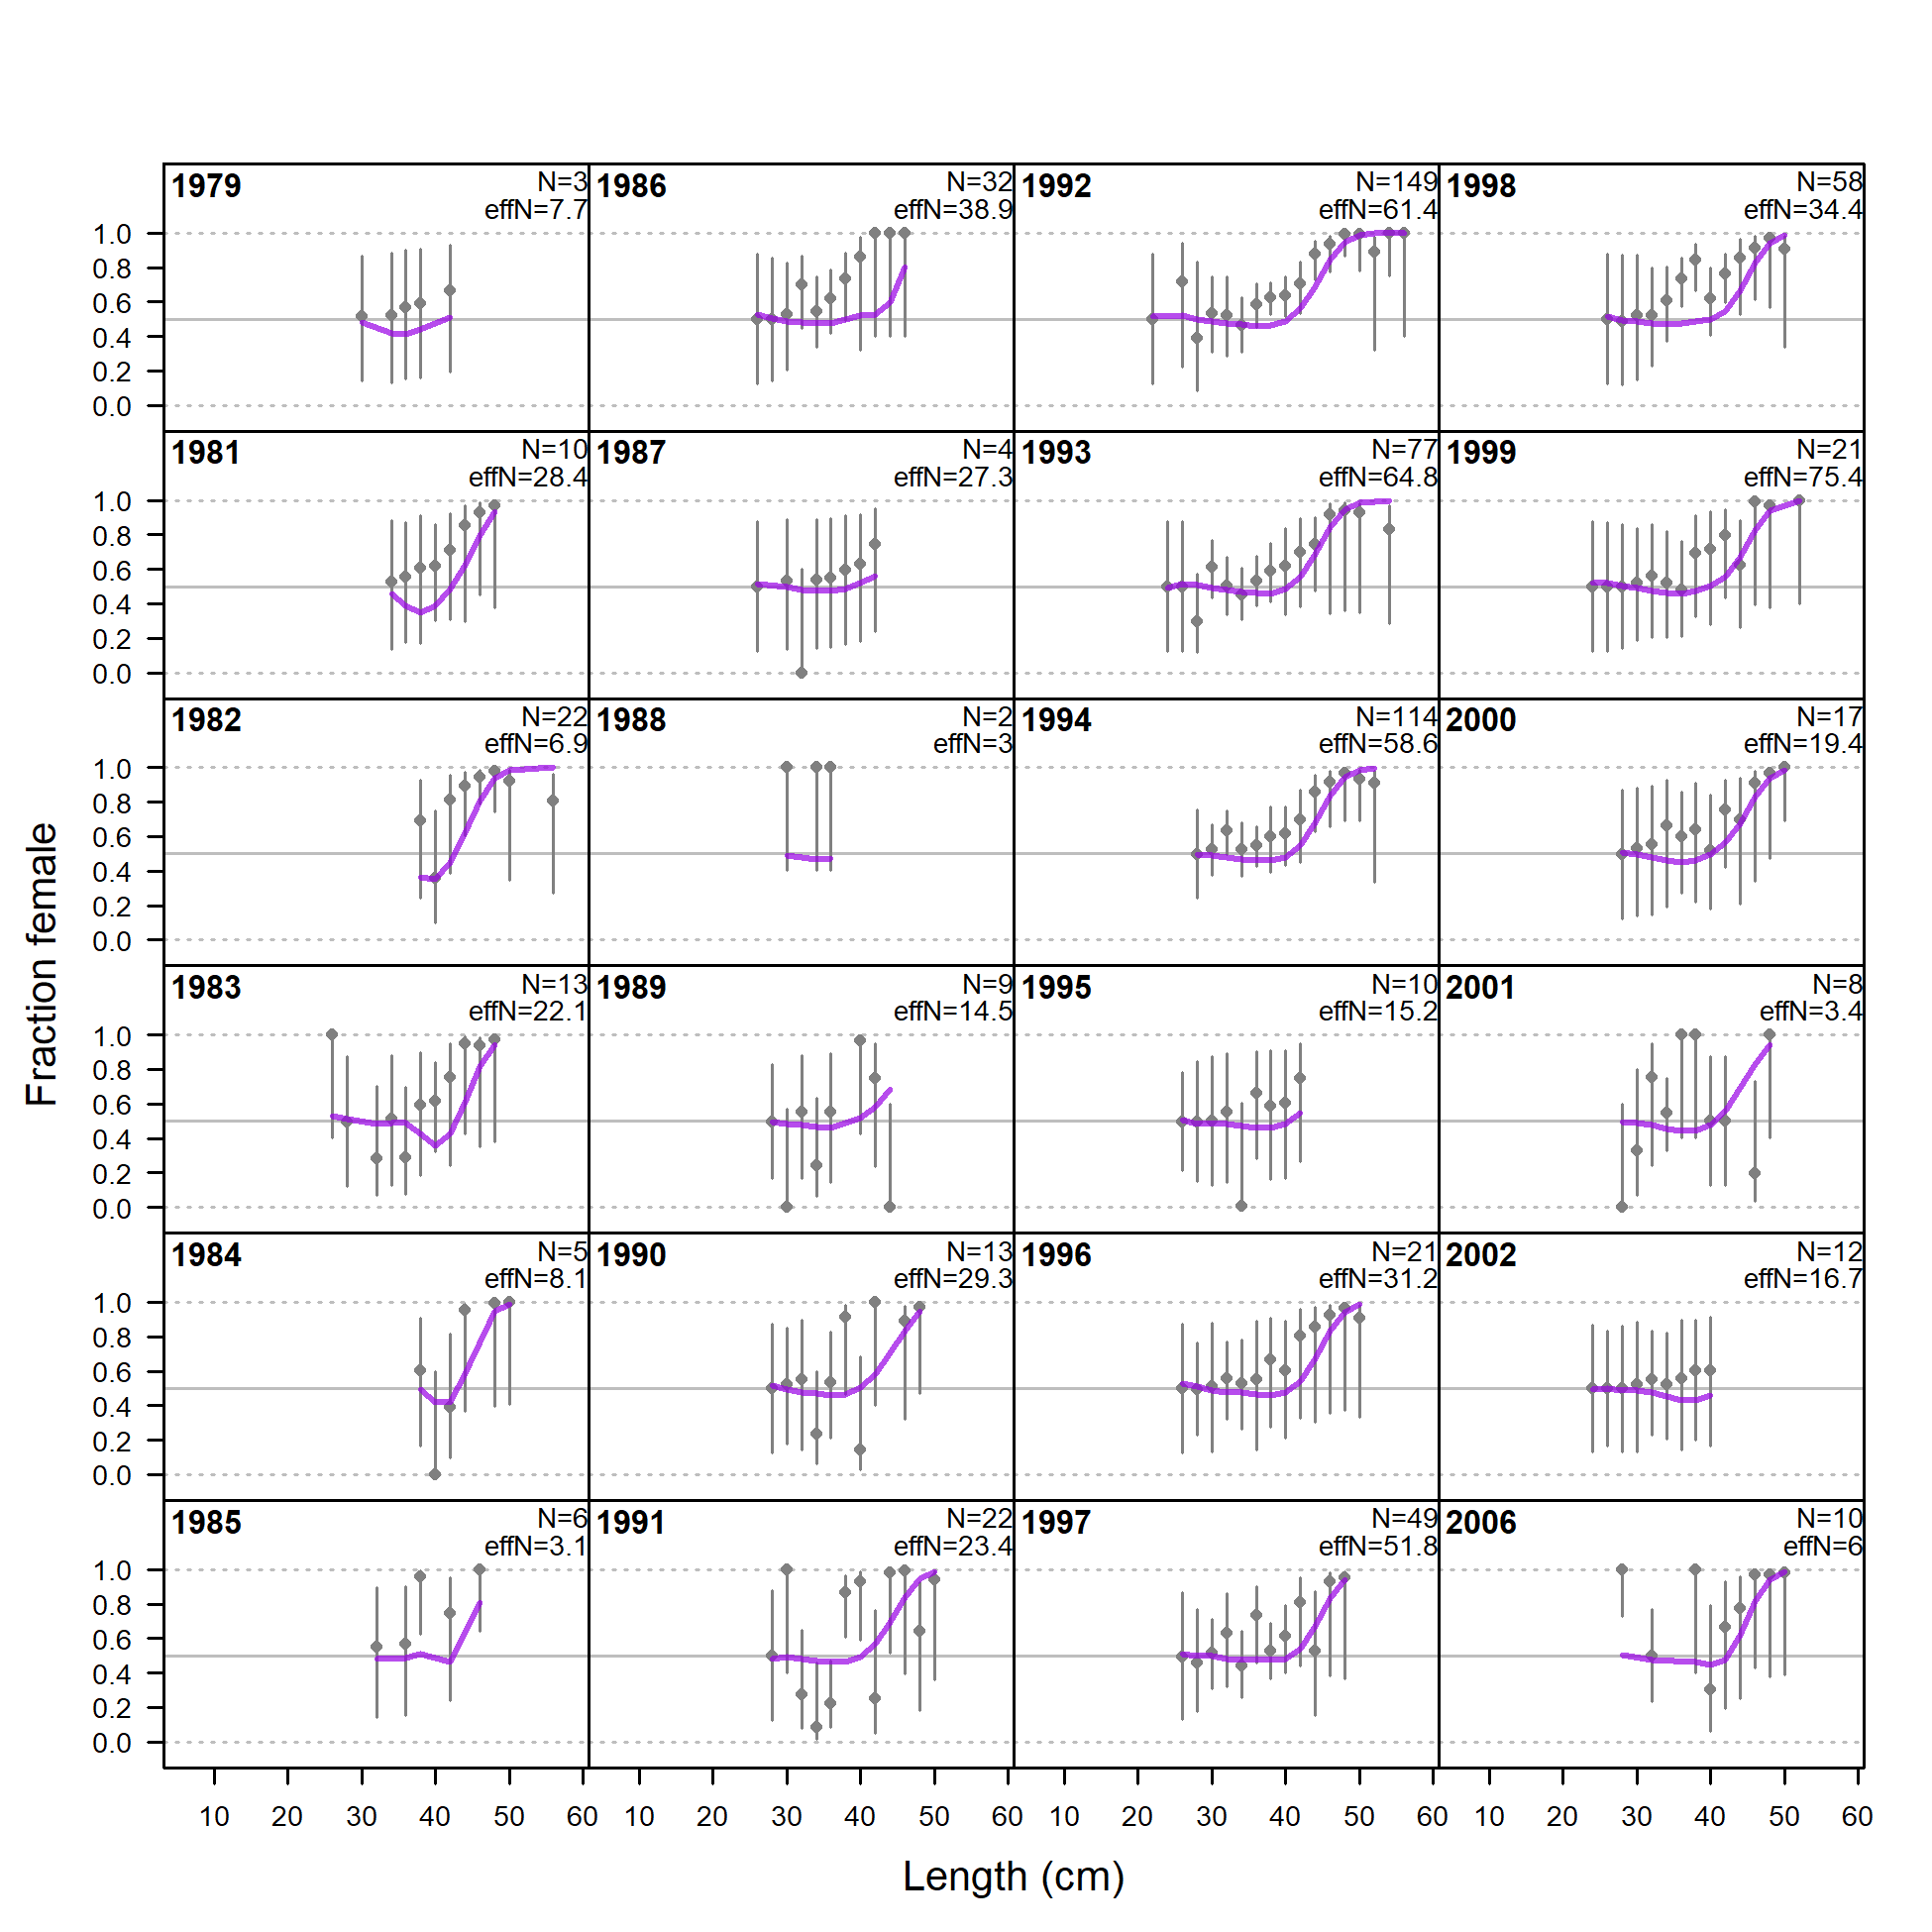 1979 N=3 1986 N=32 1992 N=149 1998 N=58
effN=7.7 effN=38.9 effN=61.4 effN=34.4
1.0
0.8
0.6
0.4
0.2
0.0
1981 N=10 1987 N=4 1993 N=77 1999 N=21
effN=28.4 effN=27.3 effN=64.8 effN=75.4
1.0
0.8
0.6
0.4
0.2
0.0
1982 N=22 1988 N=2 1994 N=114 2000 N=17
effN=6.9 effN=3 effN=58.6 effN=19.4
1.0
0.8
0.6
0.4
0.2
0.0
Fraction female
1983 N=13 1989 N=9 1995 N=10 2001 N=8
effN=22.1 effN=14.5 effN=15.2 effN=3.4
1.0
0.8
0.6
0.4
0.2
0.0
1984 N=5 1990 N=13 1996 N=21 2002 N=12
effN=8.1 effN=29.3 effN=31.2 effN=16.7
1.0
0.8
0.6
0.4
0.2
0.0
1985 N=6 1991 N=22 1997 N=49 2006 N=10
effN=3.1 effN=23.4 effN=51.8 effN=6
1.0
0.8
0.6
0.4
0.2
0.0
10 20 30 40 50 60 10 20 30 40 50 60 10 20 30 40 50 60 10 20 30 40 50 60
Length (cm)